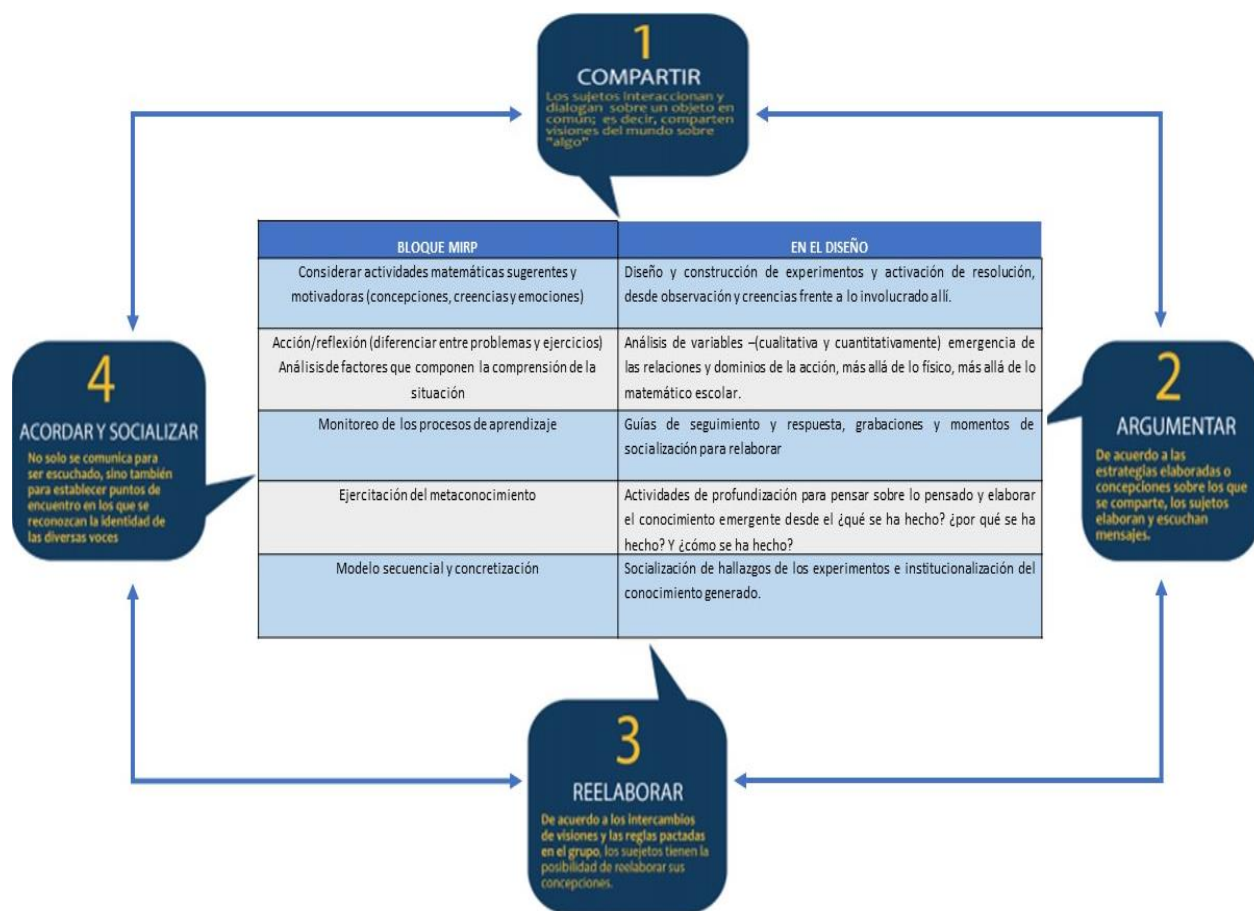 1
COMPARTIR
Los sujetos interaccionan y
dialogan sobre un objeto en
común; es decir, comparten
visiones del mundo sobre
"algo"
BLOQUE MIRP
EN EL DISEÑO
Considerar actividades matemáticas sugerentes y
motivadoras (concepciones, creencias y emociones)
Diseño y construcción de experimentos y activación de resolución,
desde observación y creencias frente a lo involucrado allí.
Acción/reflexión (diferenciar entre problemas y ejercicios)
Análisis de factores que componen la comprensión de la
situación
Análisis de variables –(cualitativa y cuantitativamente) emergencia de
las relaciones y dominios de la acción, más allá de lo físico, más allá de lo
matemático escolar.
Monitoreo de los procesos de aprendizaje
Guías de seguimiento y respuesta, grabaciones y momentos de
socialización para relaborar
Ejercitación del metaconocimiento
Actividades de profundización para pensar sobre lo pensado y elaborar
el conocimiento emergente desde el ¿qué se ha hecho? ¿por qué se ha
hecho? Y ¿cómo se ha hecho?
Modelo secuencial y concretización
Socialización de hallazgos de los experimentos e institucionalización del
conocimiento generado.
2
ARGUMENTAR
De acuerdo a las
estrategias elaboradas o
concepciones sobre los que
se comparte, los sujetos
elaboran y escuchan
mensajes.
3
REELABORAR
De acuerdo a los intercambios
de visiones y las reglas pactadas
en el grupo, los suejetos tienen la
posibilidad de reelaborar sus
concepciones.
4
ACORDAR Y SOCIALIZAR
No solo se comunica para
ser escuchado, sino también
para establecer puntos de
encuentro en los que se
reconozcan la identidad de
las diversas voces